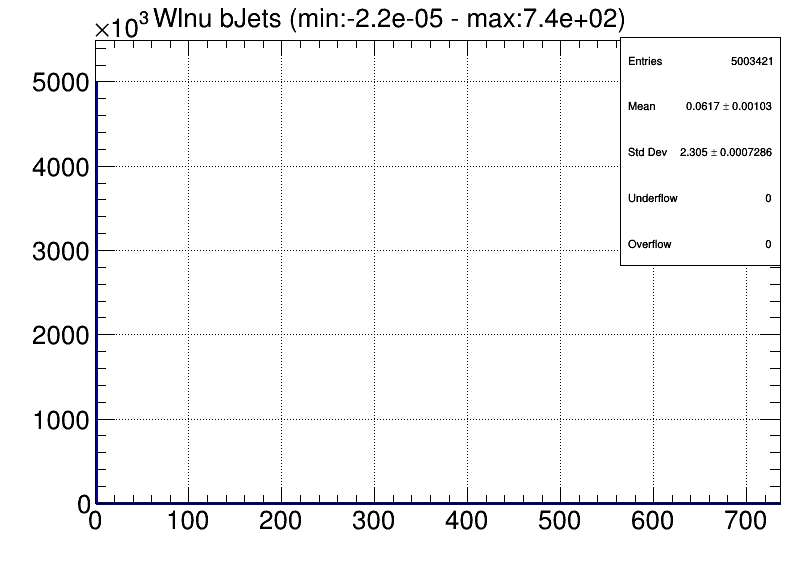 ×10³ Wlnu bJets (min:-2.2e-05 - max:7.4e+02)
Entries 5003421
Mean 0.0617 ± 0.00103
Std Dev 2.305 ± 0.0007286
Underflow 0
Overflow 0
5000
4000
3000
2000
1000
0
0 100 200 300 400 500 600 700